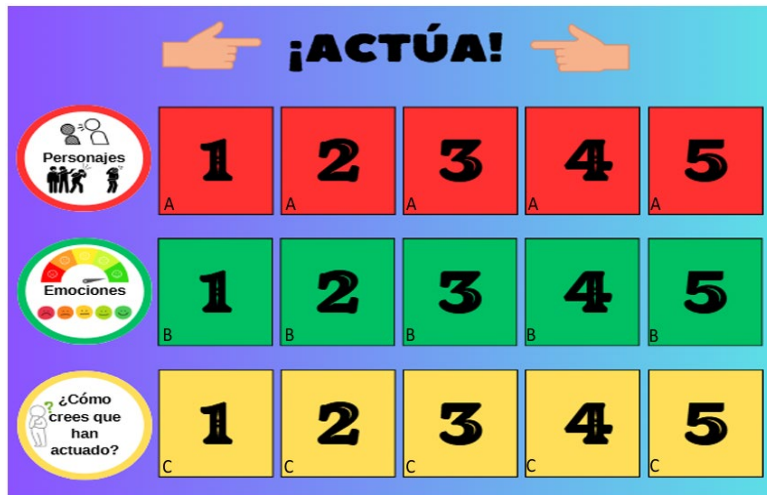 ¡ACTÚA!
Personajes
1 2 3 4 5
A A A A A
Emociones
1 2 3 4 5
B B B B B
¿Cómo
crees que
han
actuado?
?
1 2 3 4 5
C C C C C